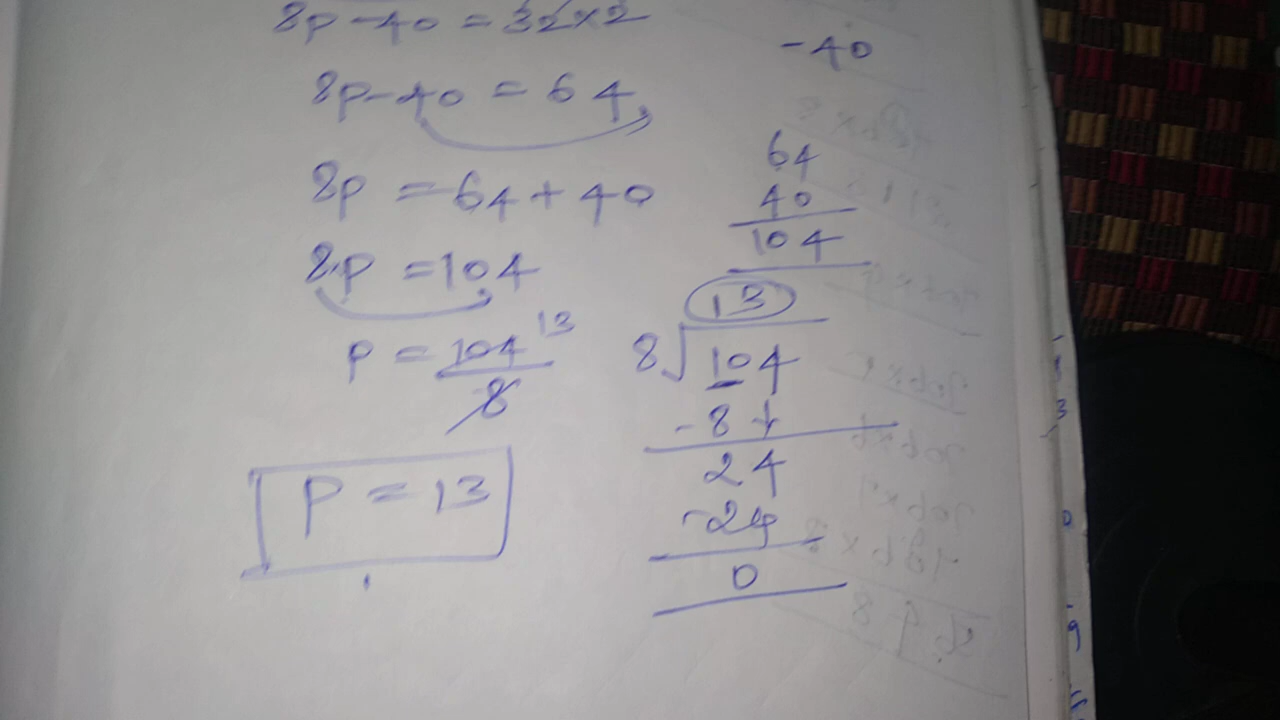 8p-40 = 32×2
8p-40 = 64
8p = 64+40
8p = 104
p = 104 13
8
P = 13
-40
64
40
104
13
8 104
-8
24
-24
0